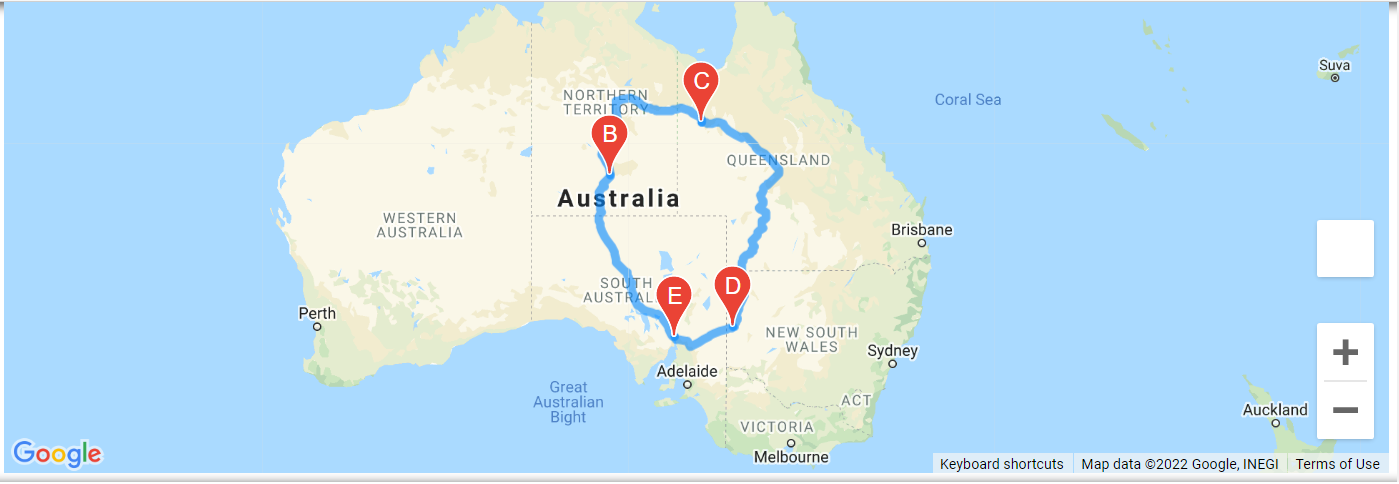 Suva
C
NORTHERN
TERRITORY
Coral Sea
B
QUEENSLAND
Australia
WESTERN
AUSTRALIA
Brisbane
SOUTH
AUSTRAL
E
D
Perth
NEW SOUTH
WALES
Sydney
Adelaide
Great
Australian
Bight
ACT
Auckland
VICTORIA
Melbourne
Google
Keyboard shortcuts
Map data ©2022 Google, INEGI
Terms of Use